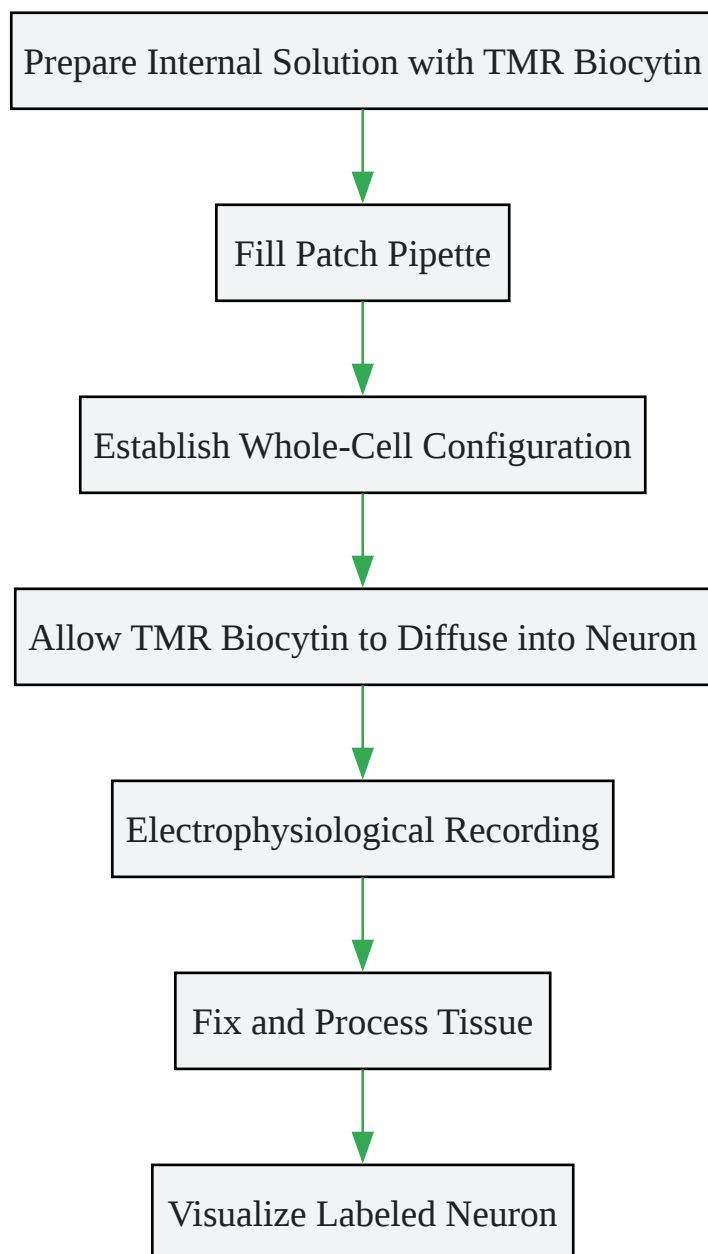 Prepare Internal Solution with TMR Biocytin
Fill Patch Pipette
Establish Whole-Cell Configuration
Allow TMR Biocytin to Diffuse into Neuron
Electrophysiological Recording
Fix and Process Tissue
Visualize Labeled Neuron